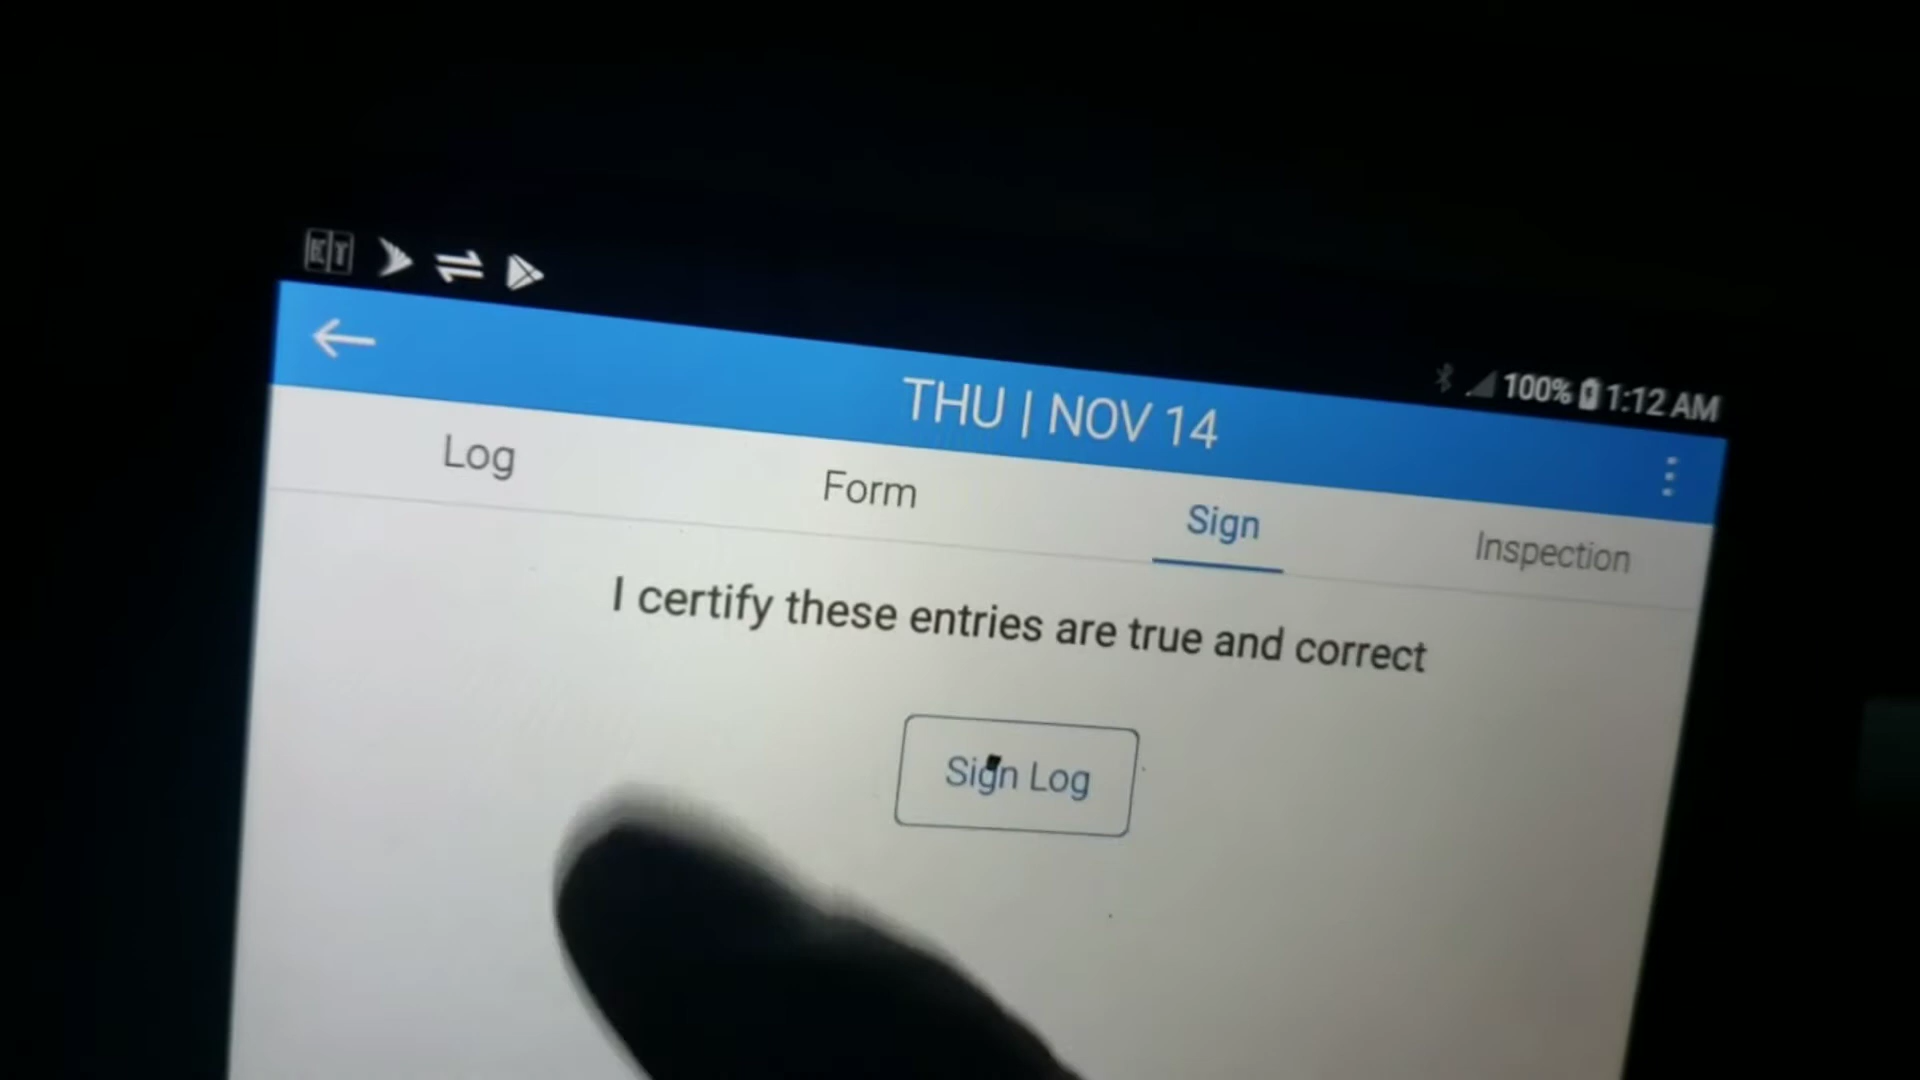 100% 1:12 AM
THU | NOV 14
Log Form Sign Inspection
I certify these entries are true and correct
Sign Log